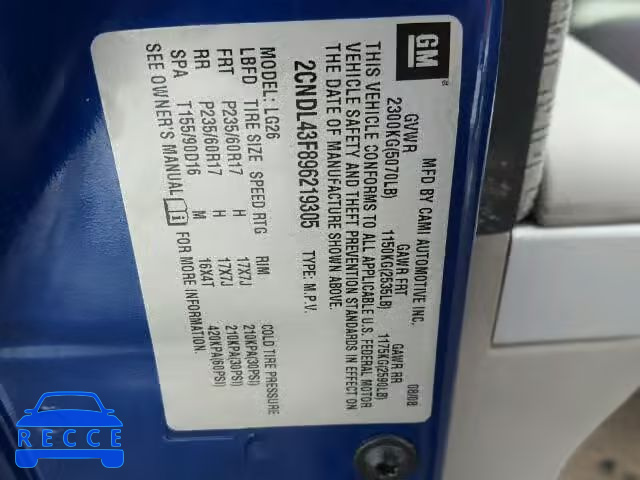 GM
®
MFD BY CAMI AUTOMOTIVE INC. 08/08
GVWR GAWR FRT GAWR RR
2300KG(5070LB) 1150KG(2535LB) 1175KG(2590LB)
THIS VEHICLE CONFORMS TO ALL APPLICABLE U.S. FEDERAL MOTOR
VEHICLE SAFETY AND THEFT PREVENTION STANDARDS IN EFFECT ON
THE DATE OF MANUFACTURE SHOWN ABOVE.
2CNDL43F896219305 TYPE: M.P.V.
MODEL: LG26
LBFD TIRE SIZE SPEED RTG RIM COLD TIRE PRESSURE
FRT P235/60R17 H 17X7J 210KPA(30PSI)
RR P235/60R17 H 17X7J 210KPA(30PSI)
SPA T155/90D16 M 16X4T 420KPA(60PSI)
SEE OWNER'S MANUAL i FOR MORE INFORMATION.
RECCE